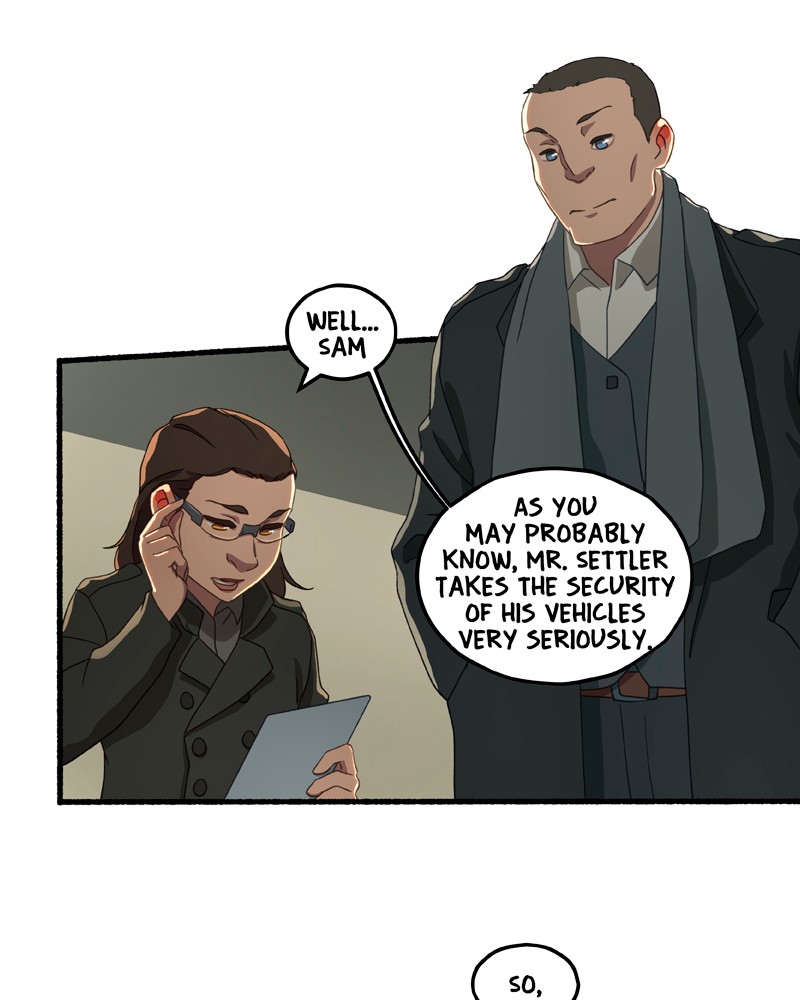 WELL...
SAM
AS YOU
MAY PROBABLY
KNOW, MR. SETTLER
TAKES THE SECURITY
OF HIS VEHICLES
VERY SERIOUSLY.
SO,